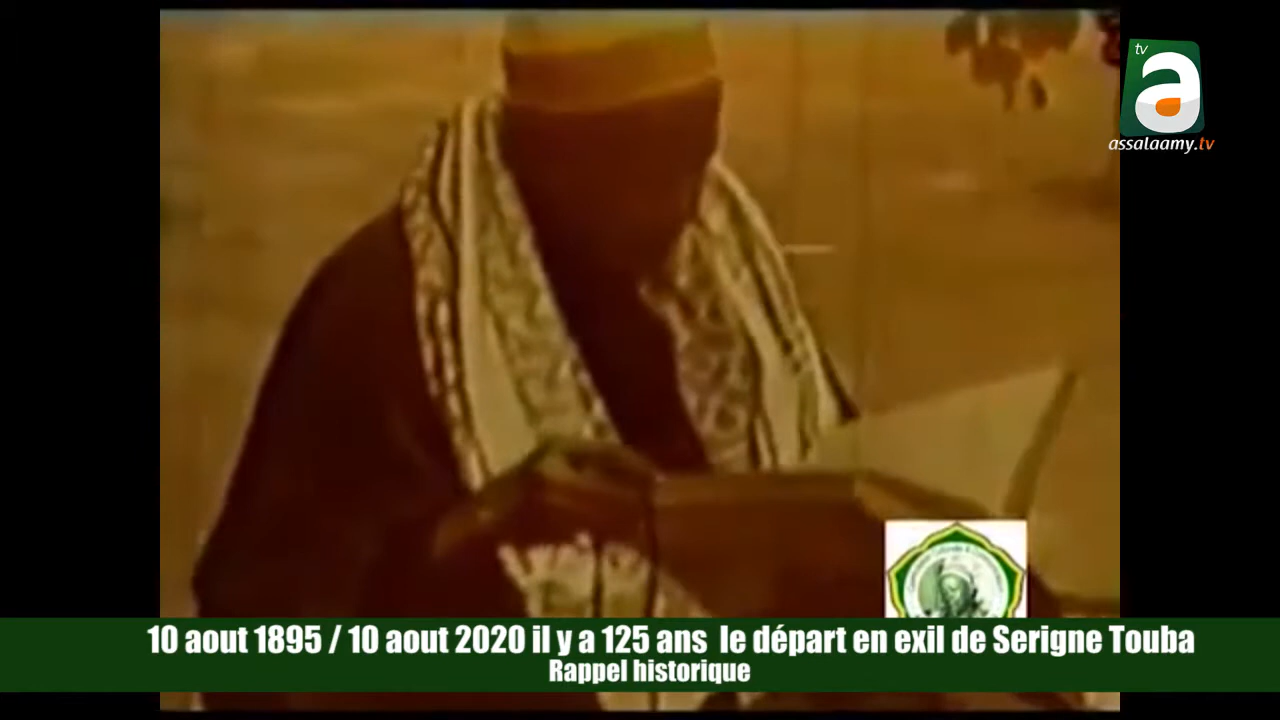 tv
a
assalaamy.tv
10 aout 1895 / 10 aout 2020 il y a 125 ans le départ en exil de Serigne Touba
Rappel historique